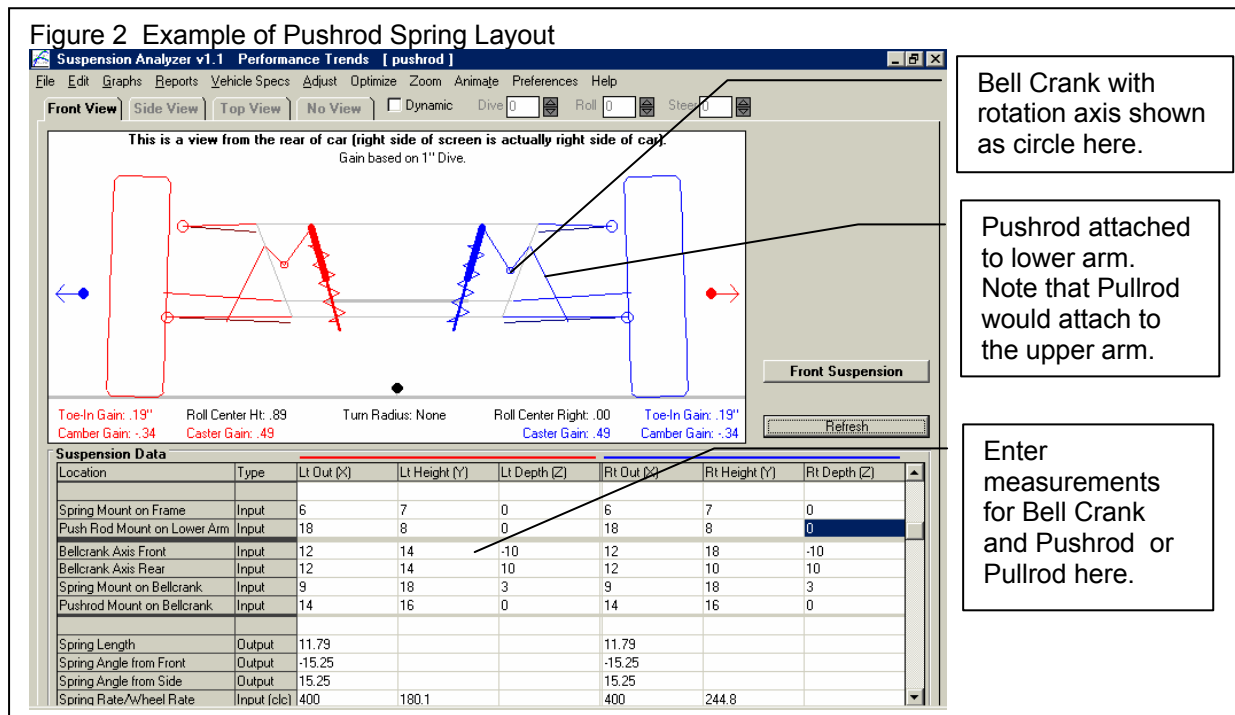 Figure 2 Example of Pushrod Spring Layout
Suspension Analyzer v1.1 Performance Trends [ pushrod ]
File Edit Graphs Reports Vehicle Specs Adjust Optimize Zoom Animate Preferences Help
Front View Side View Top View No View Dynamic Dive 0 Roll 0 Steer 0
This is a view from the rear of car (right side of screen is actually right side of car).
Gain based on 1" Dive.
Toe-In Gain: .19" Roll Center Ht: .89 Turn Radius: None Roll Center Right: .00 Toe-In Gain: .19"
Camber Gain: -.34 Caster Gain: .49 Caster Gain: .49 Camber Gain: -.34
Front Suspension
Refresh
Suspension Data
Location Type Lt Out (X) Lt Height (Y) Lt Depth (Z) Rt Out (X) Rt Height (Y) Rt Depth (Z)
Spring Mount on Frame Input 6 7 0 6 7 0
Push Rod Mount on Lower Arm Input 18 8 0 18 8 0
Bellcrank Axis Front Input 12 14 -10 12 18 -10
Bellcrank Axis Rear Input 12 14 10 12 10 10
Spring Mount on Bellcrank Input 9 18 3 9 18 3
Pushrod Mount on Bellcrank Input 14 16 0 14 16 0
Spring Length Output 11.79 11.79
Spring Angle from Front Output -15.25 -15.25
Spring Angle from Side Output 15.25 15.25
Spring Rate/Wheel Rate Input (clc) 400 180.1 400 244.8
Bell Crank with
rotation axis shown
as circle here.
Pushrod attached
to lower arm.
Note that Pullrod
would attach to
the upper arm.
Enter
measurements
for Bell Crank
and Pushrod or
Pullrod here.